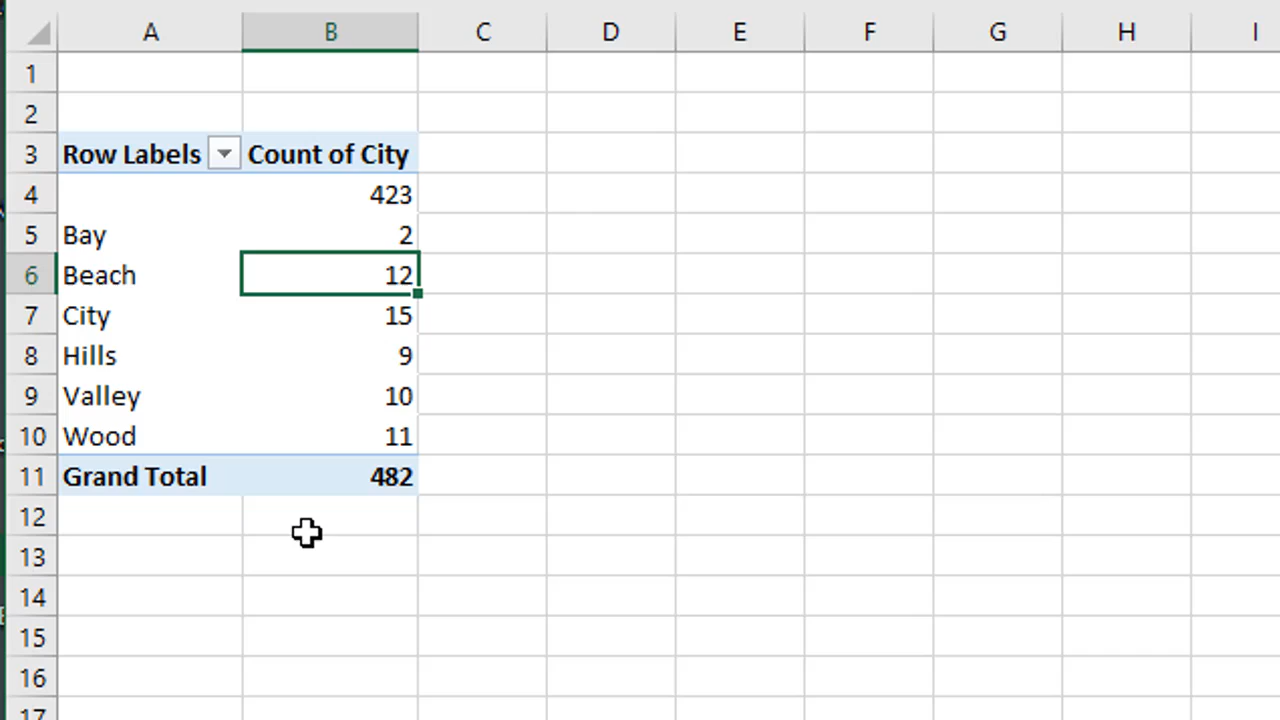 A B C D E F G H I
1
2
3 Row Labels Count of City
4 423
5 Bay 2
6 Beach 12
7 City 15
8 Hills 9
9 Valley 10
10 Wood 11
11 Grand Total 482
12
13
14
15
16
17